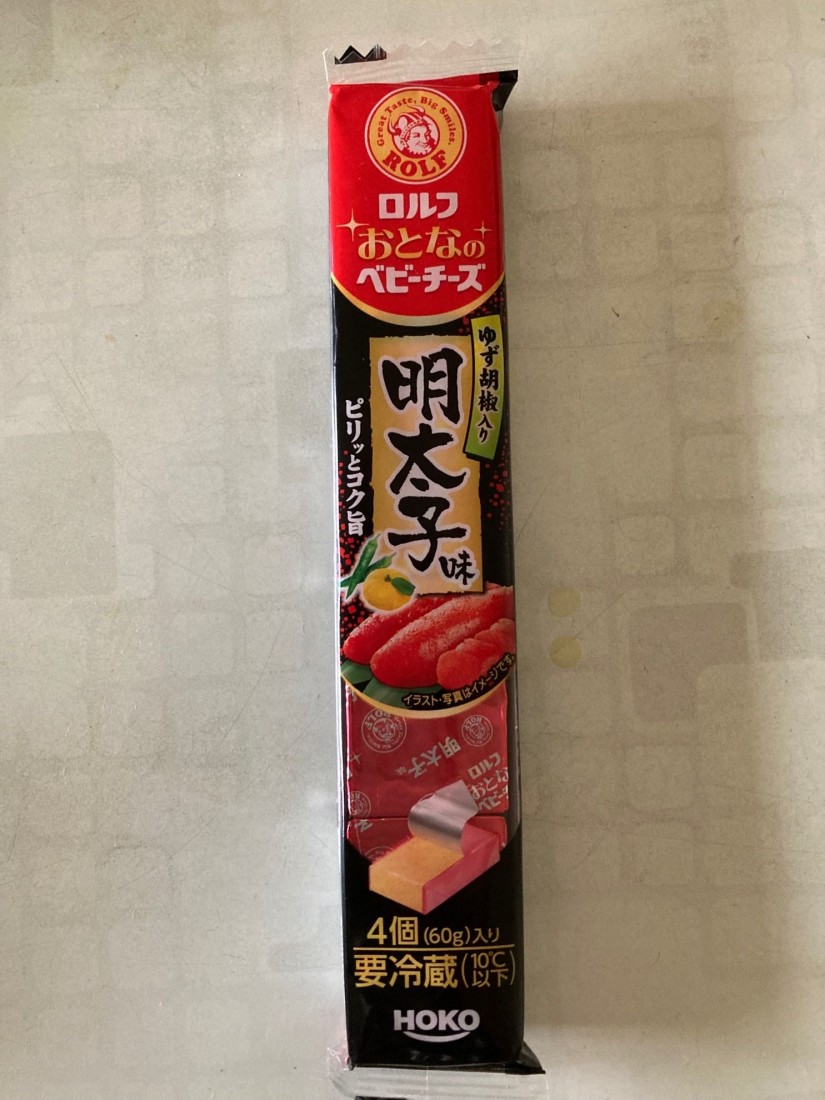 Great Taste, Big Smiles.
ROLF
ロルフ
おとなの
ベビーチーズ
ゆず胡椒入り
明太子味
ピリッとコク旨
イラスト・写真はイメージです。
ROLF
ROLF
明太子味
ロルフ
おとなの
ベビ
4個(60g)入り
要冷蔵(10℃以下)
HOKO